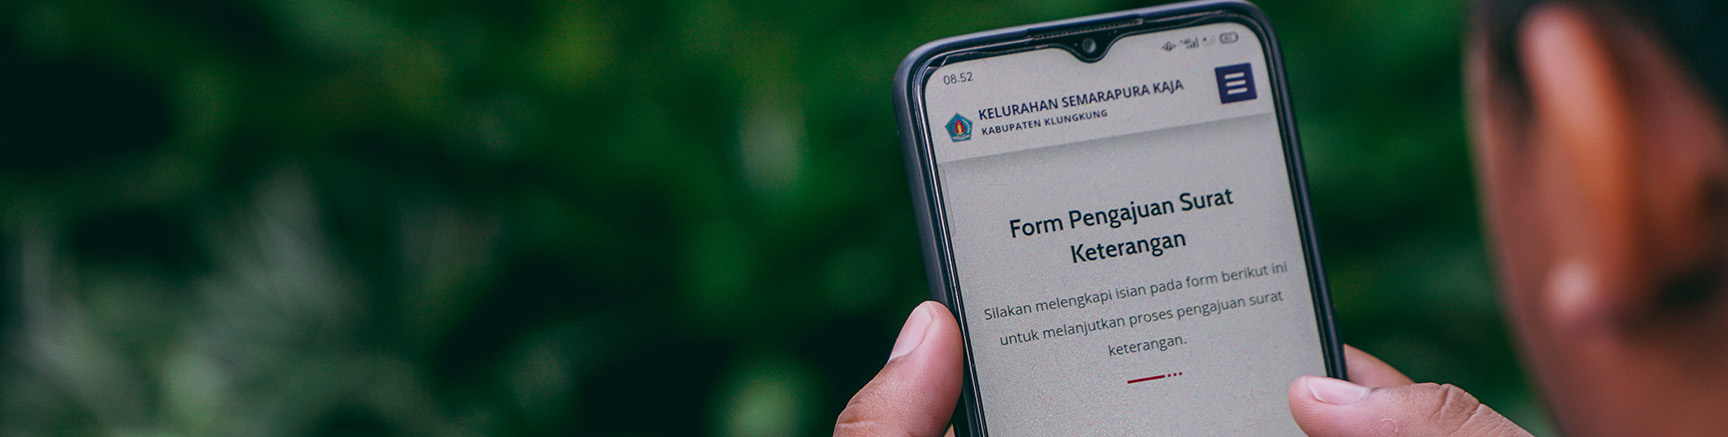 08.52
KELURAHAN SEMARAPURA KAJA
KABUPATEN KLUNGKUNG
Form Pengajuan Surat
Keterangan
Silakan melengkapi isian pada form berikut ini
untuk melanjutkan proses pengajuan surat
keterangan.